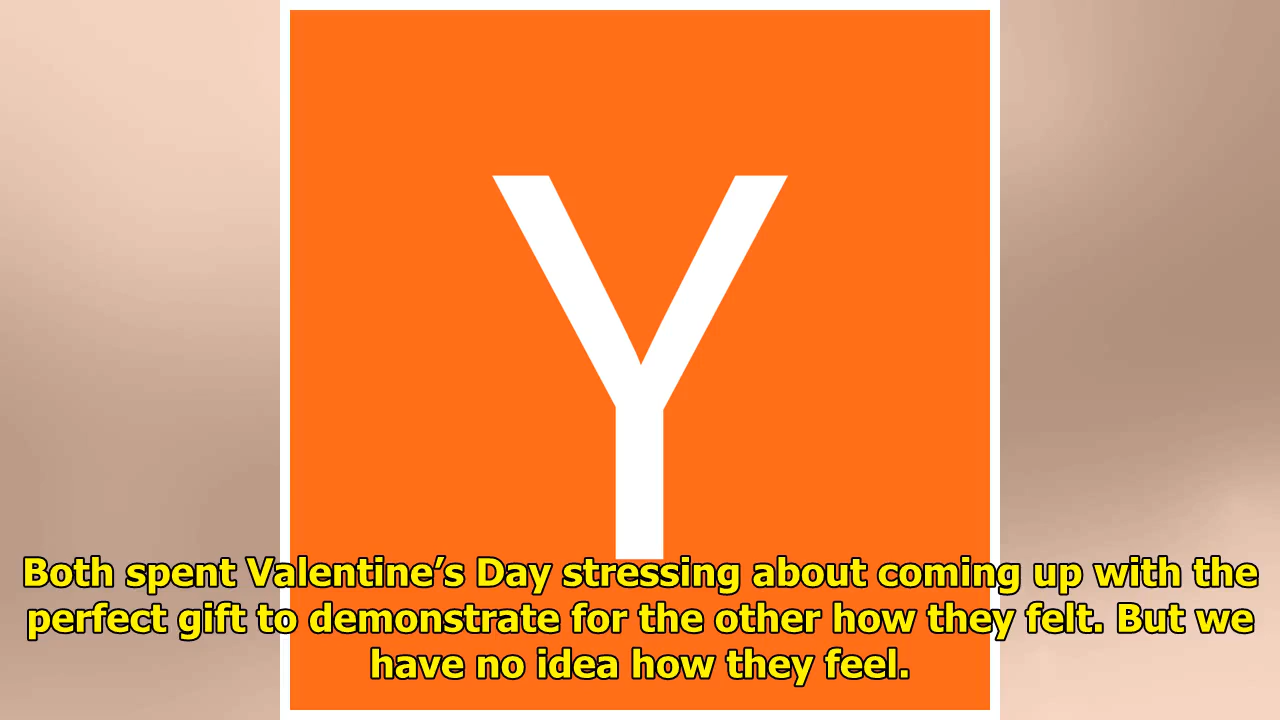 Y
Both spent Valentine’s Day stressing about coming up with the
perfect gift to demonstrate for the other how they felt. But we
have no idea how they feel.